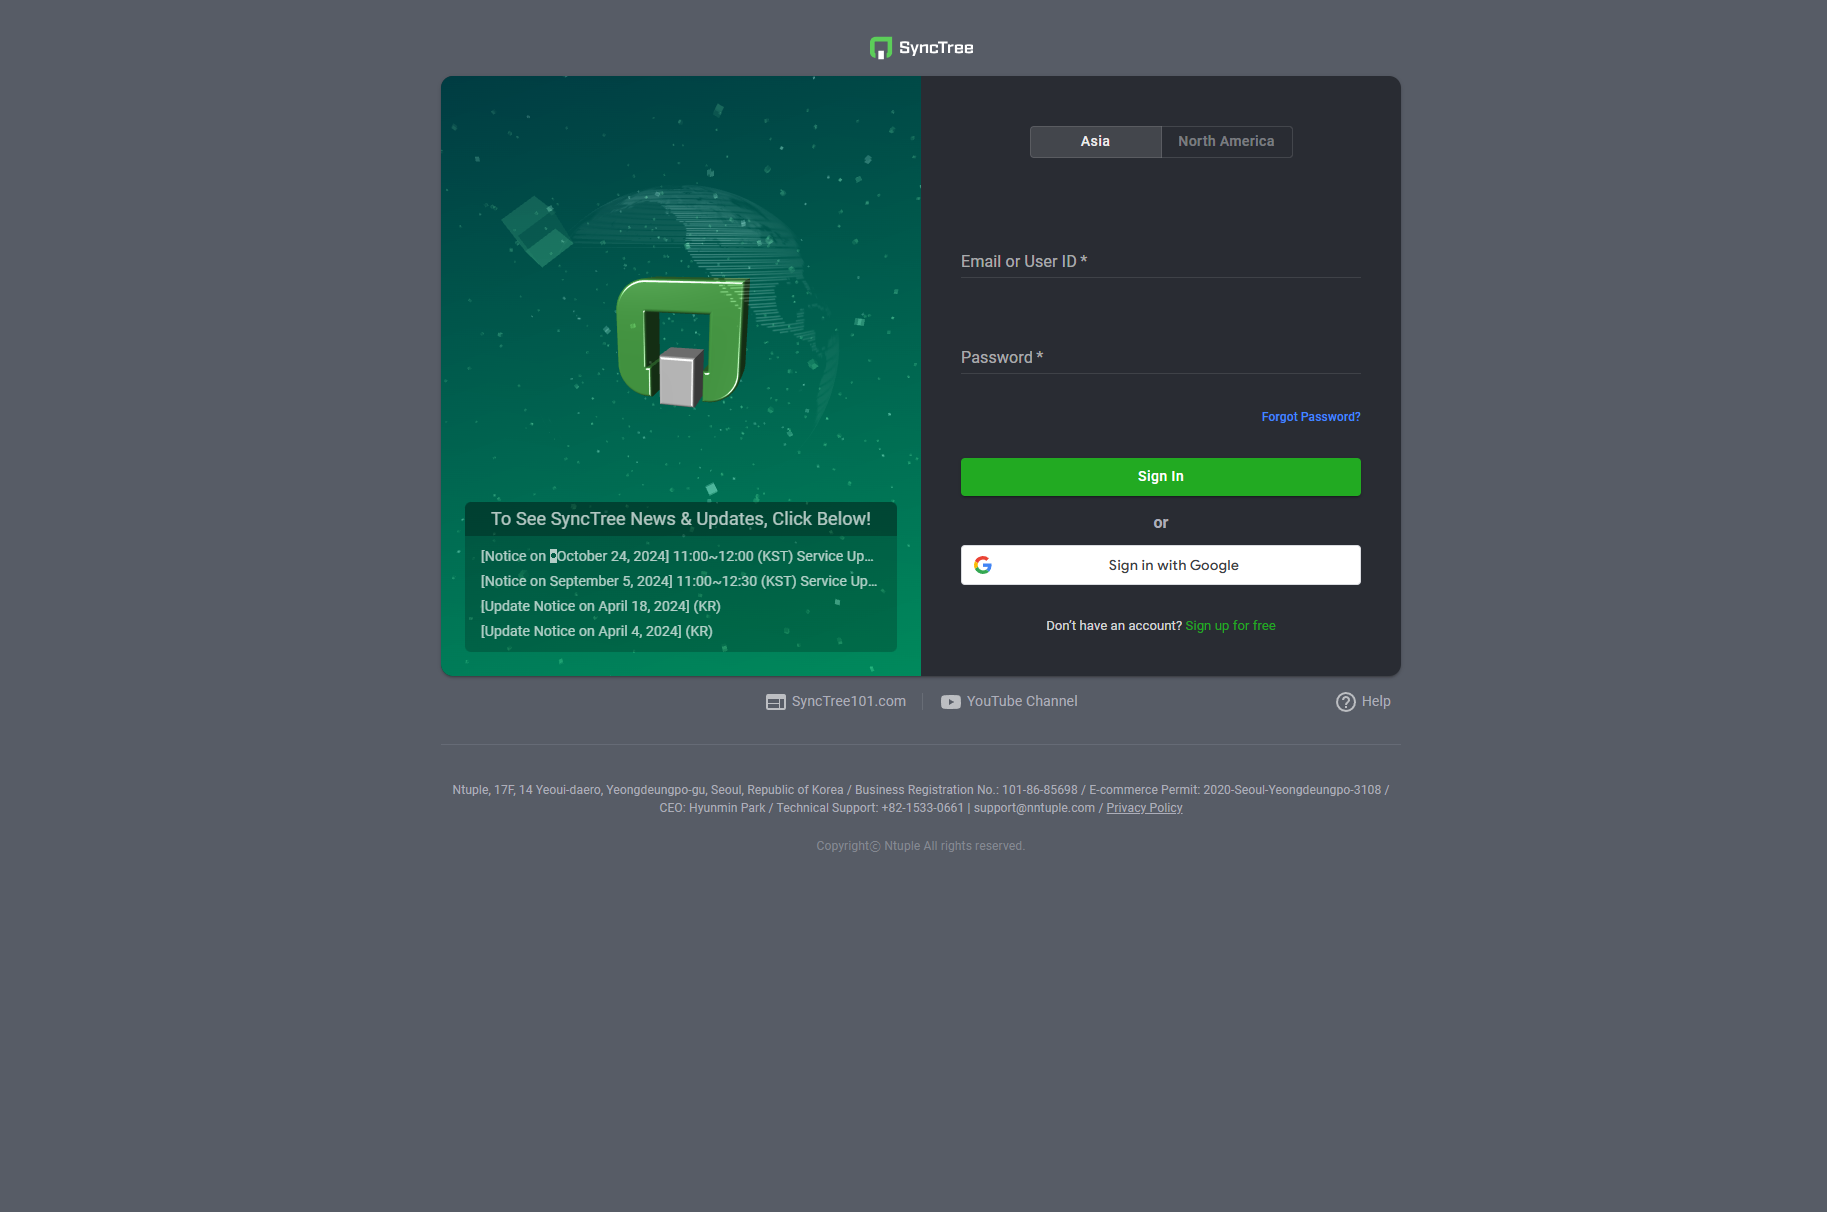 SyncTree
Asia
North America
Email or User ID *
Password *
Forgot Password?
Sign In
or
Sign in with Google
Don't have an account? Sign up for free
To See SyncTree News & Updates, Click Below!
[Notice on October 24, 2024] 11:00~12:00 (KST) Service Up...
[Notice on September 5, 2024] 11:00~12:30 (KST) Service Up...
[Update Notice on April 18, 2024] (KR)
[Update Notice on April 4, 2024] (KR)
SyncTree101.com
YouTube Channel
Help
Ntuple, 17F, 14 Yeoui-daero, Yeongdeungpo-gu, Seoul, Republic of Korea / Business Registration No.: 101-86-85698 / E-commerce Permit: 2020-Seoul-Yeongdeungpo-3108 /
CEO: Hyunmin Park / Technical Support: +82-1533-0661 | support@nntuple.com / Privacy Policy
Copyrightⓒ Ntuple All rights reserved.